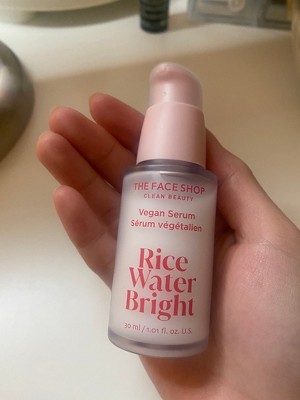 THE FACE SHOP
CLEAN BEAUTY
Vegan Serum
Sérum végétalien
Rice
Water
Bright
30 ml / 1.01 fl. oz. U.S.